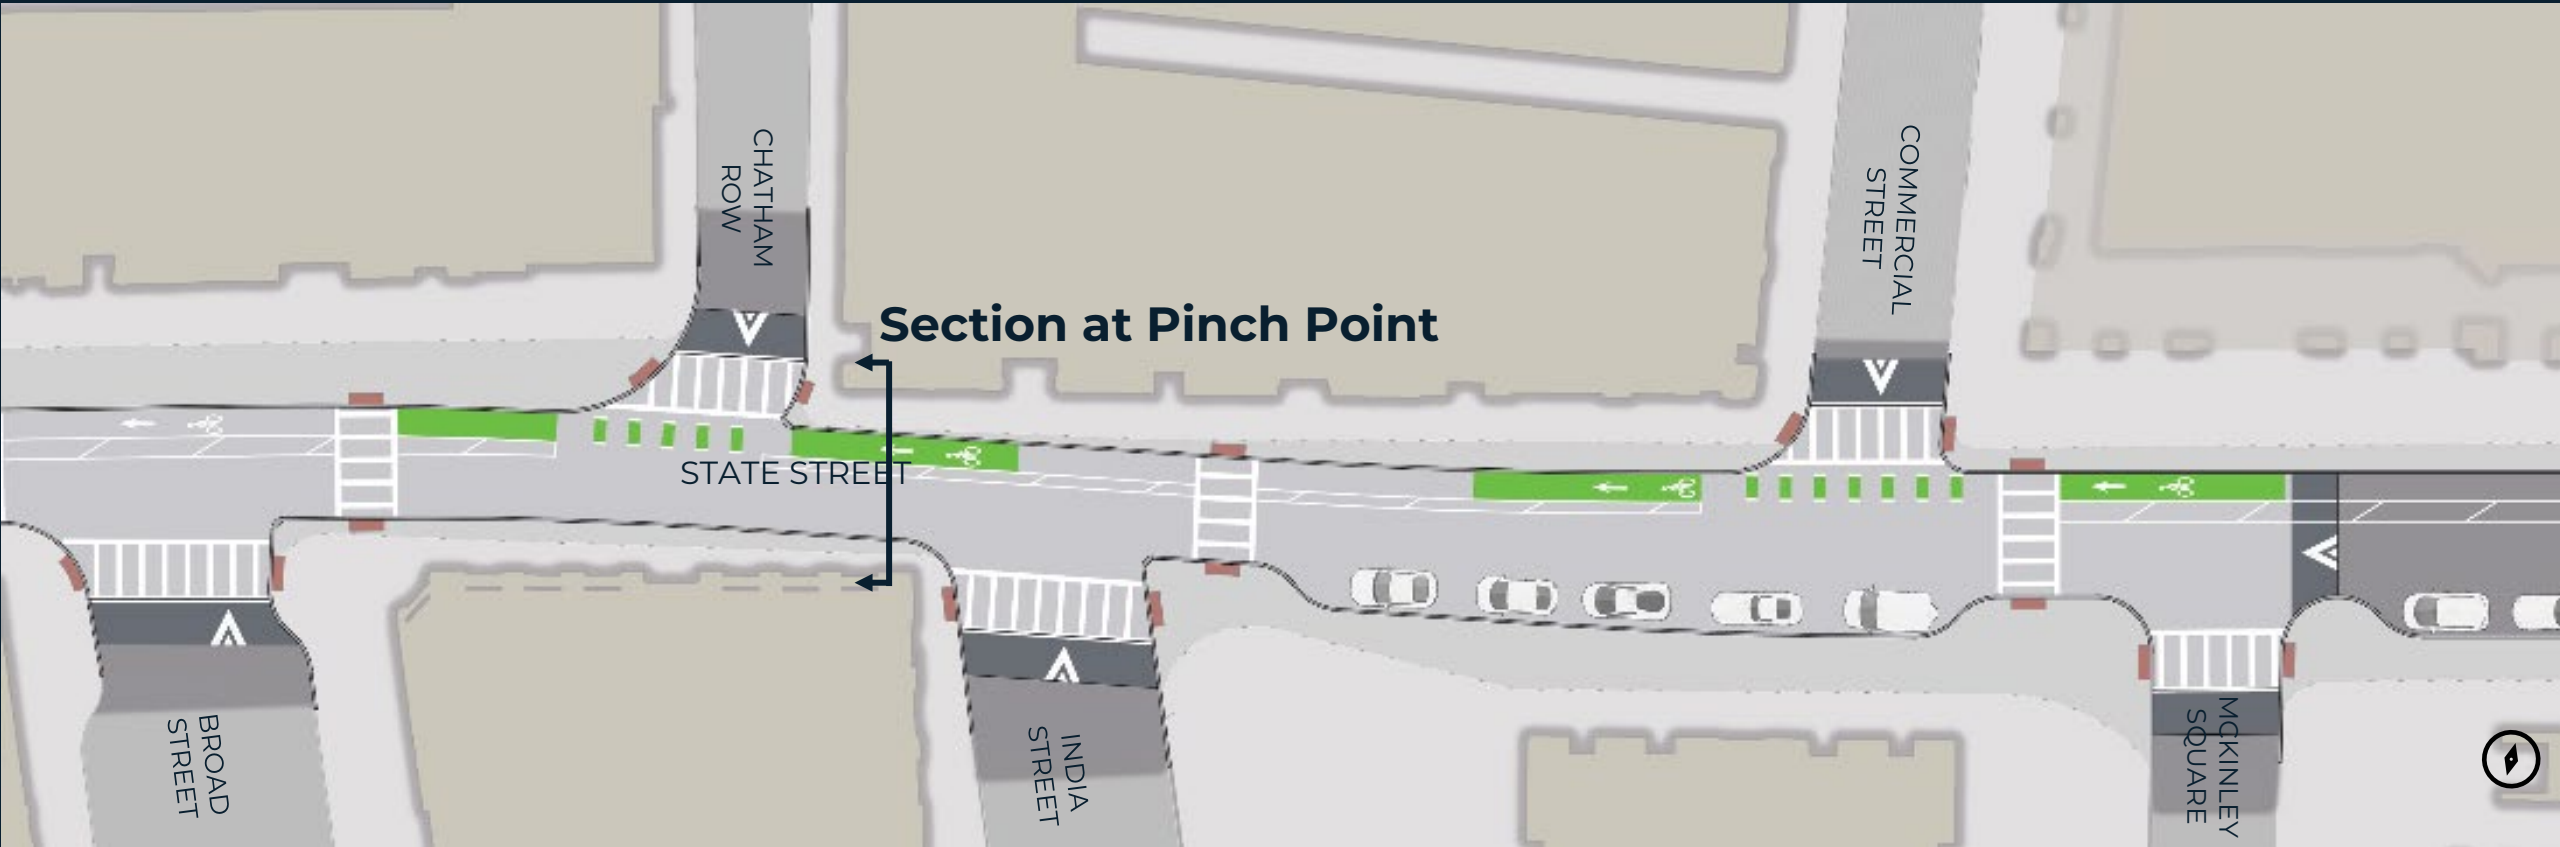 CHATHAM
ROW
COMMERCIAL
STREET
Section at Pinch Point
STATE STREET
BROAD
STREET
INDIA
STREET
MCKINLEY
SQUARE